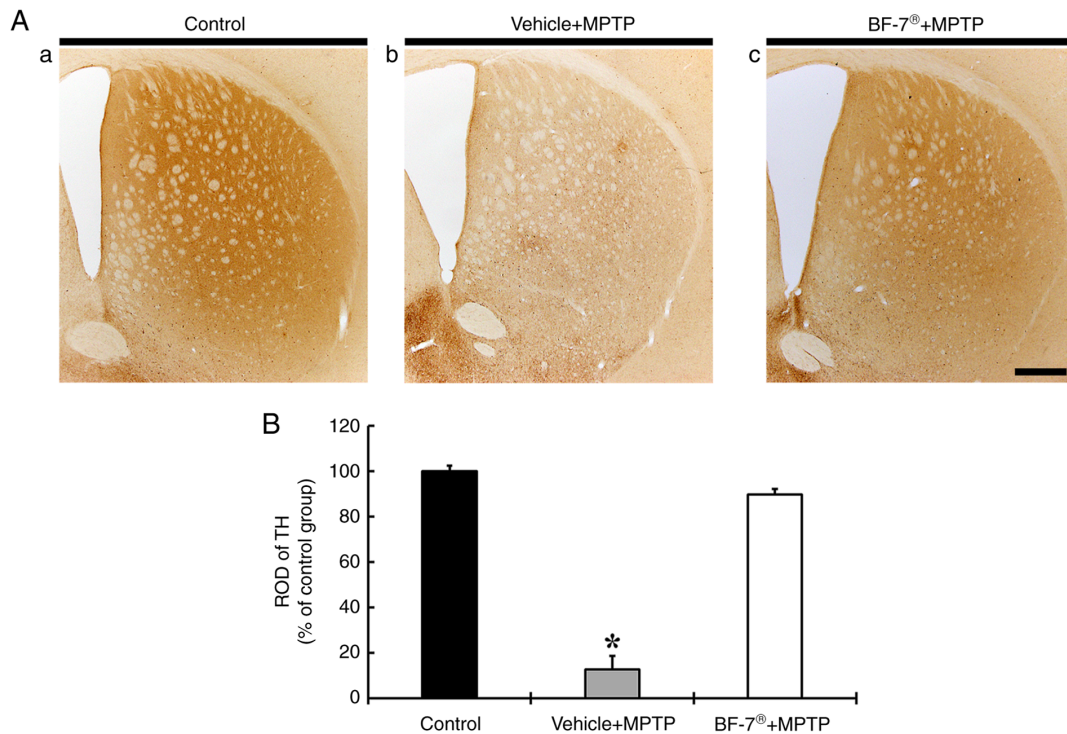 A
Control
Vehicle+MPTP
BF-7®+MPTP
a
b
c
B
120
100
80
60
40
20
0
ROD of TH
(% of control group)
*
Control
Vehicle+MPTP
BF-7®+MPTP